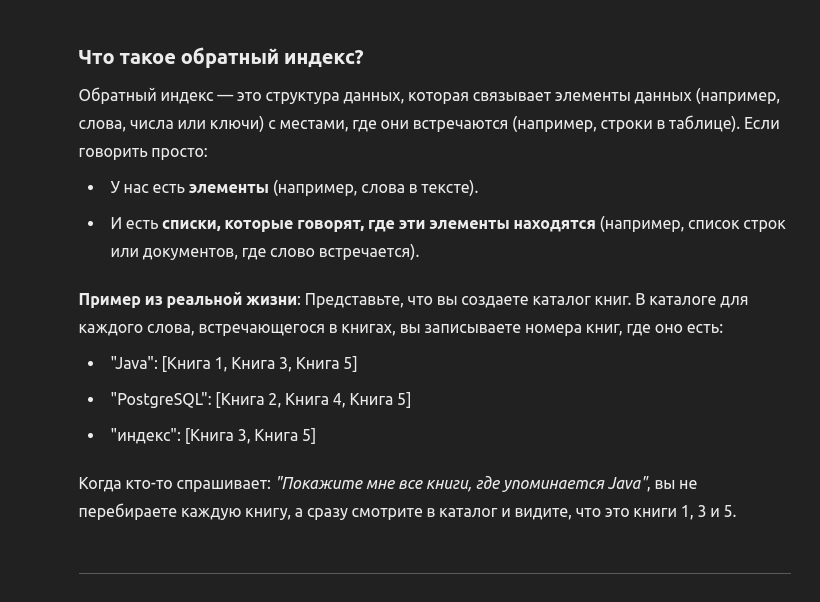 Что такое обратный индекс?
Обратный индекс — это структура данных, которая связывает элементы данных (например,
слова, числа или ключи) с местами, где они встречаются (например, строки в таблице). Если
говорить просто:
• У нас есть элементы (например, слова в тексте).
• И есть списки, которые говорят, где эти элементы находятся (например, список строк
или документов, где слово встречается).
Пример из реальной жизни: Представьте, что вы создаете каталог книг. В каталоге для
каждого слова, встречающегося в книгах, вы записываете номера книг, где оно есть:
• "Java": [Книга 1, Книга 3, Книга 5]
• "PostgreSQL": [Книга 2, Книга 4, Книга 5]
• "индекс": [Книга 3, Книга 5]
Когда кто-то спрашивает: "Покажите мне все книги, где упоминается Java", вы не
перебираете каждую книгу, а сразу смотрите в каталог и видите, что это книги 1, 3 и 5.